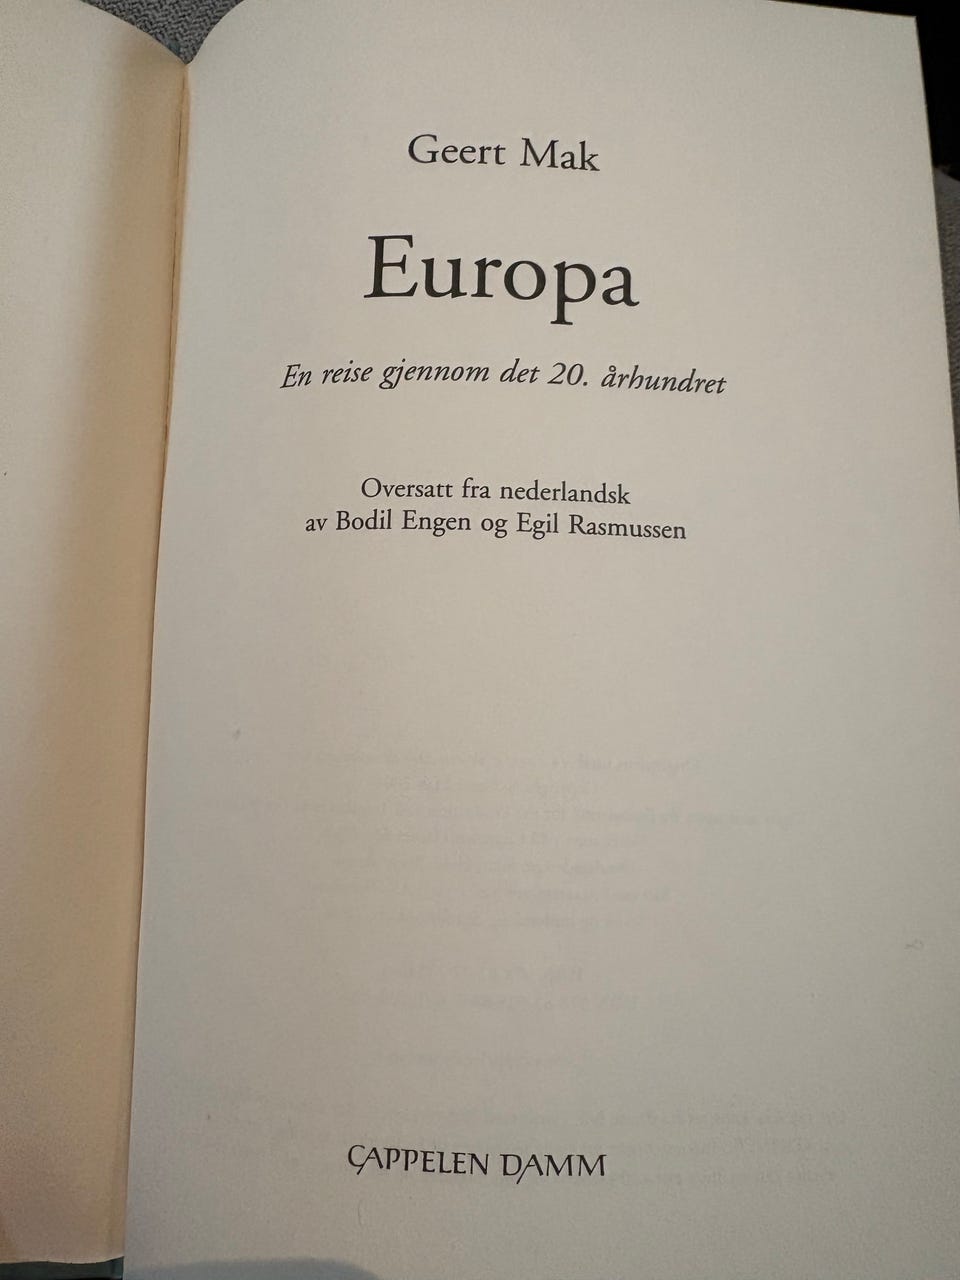 Geert Mak
Europa
En reise gjennom det 20. århundret
Oversatt fra nederlandsk
av Bodil Engen og Egil Rasmussen
CAPPELEN DAMM